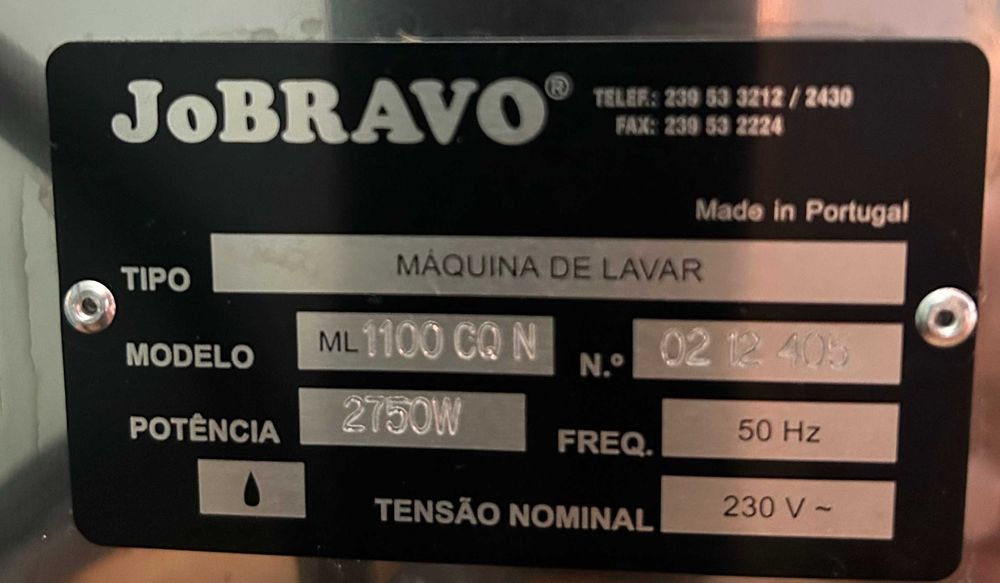 JoBRAVO®
TELEF.: 239 53 3212 / 2430
FAX: 239 53 2224
Made in Portugal
TIPO MÁQUINA DE LAVAR
MODELO ML 1100 CQ N N.º 02 12 405
POTÊNCIA 2750W FREQ. 50 Hz
TENSÃO NOMINAL 230 V ~